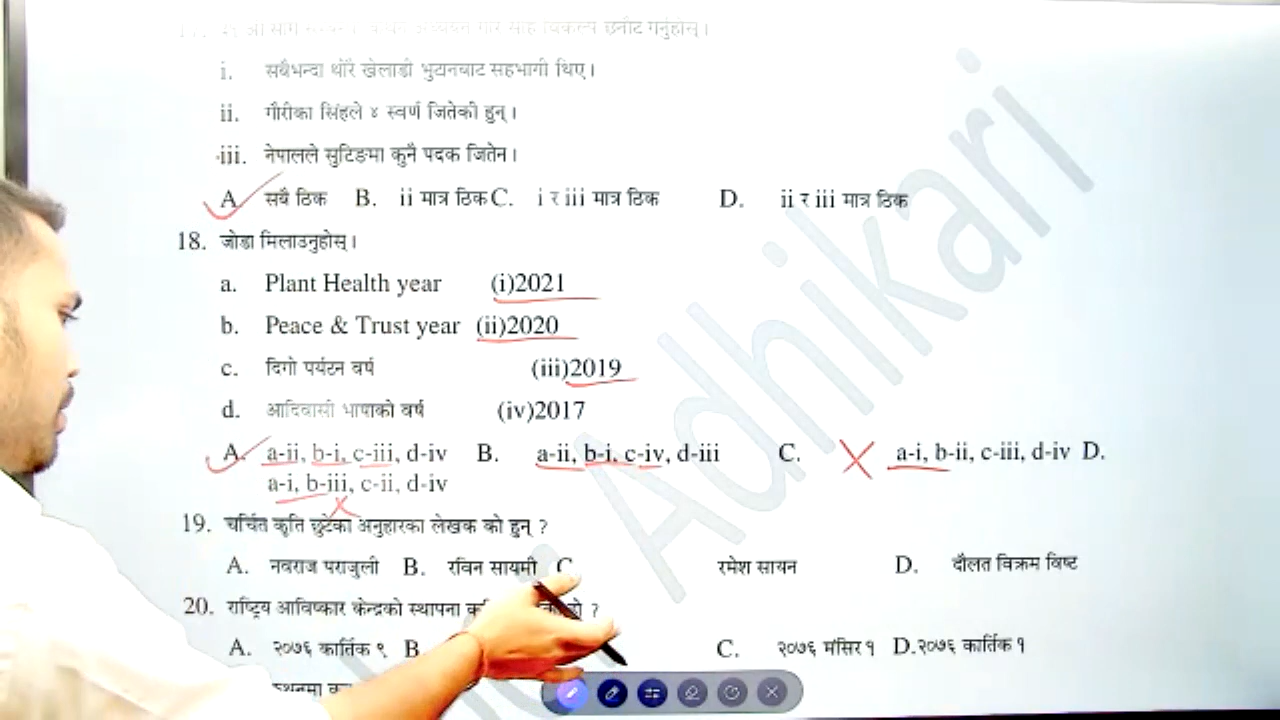 विकल्प छनौट गर्नुहोस् ।
i. सबैभन्दा थोरै खेलाडी भुटानबाट सहभागी थिए ।
ii. गौरीका सिंहले ४ स्वर्ण जितेकी हुन् ।
iii. नेपालले सुटिङमा कुनै पदक जितेन ।
A. सबै ठिक B. ii मात्र ठिक C. i र iii मात्र ठिक D. ii र iii मात्र ठिक
18. जोडा मिलाउनुहोस् ।
a. Plant Health year (i)2021
b. Peace & Trust year (ii)2020
c. दिगो पर्यटन वर्ष (iii)2019
d. आदिवासी भाषाको वर्ष (iv)2017
A. a-ii, b-i, c-iii, d-iv B. a-ii, b-i, c-iv, d-iii C. a-i, b-ii, c-iii, d-iv D.
a-i, b-iii, c-ii, d-iv
19. चर्चित कृति छुटेका अनुहारका लेखक को हुन् ?
A. नवराज पराजुली B. रविन सायमी C. रमेश सायन D. दौलत विक्रम विष्ट
20. राष्ट्रिय आविष्कार केन्द्रको स्थापना ?
A. २०७६ कार्तिक ९ B. C. २०७६ मंसिर १ D.२०७६ कार्तिक १
Adhikari